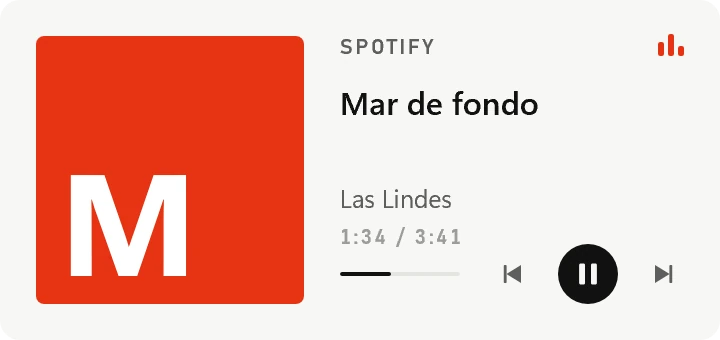 M
SPOTIFY
Mar de fondo
Las Lindes
1:34 / 3:41